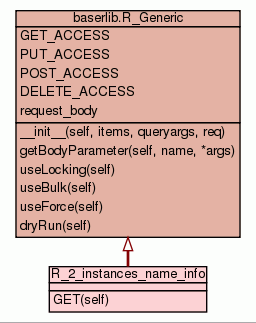 baserlib.R_Generic
GET_ACCESS
PUT_ACCESS
POST_ACCESS
DELETE_ACCESS
request_body
__init__(self, items, queryargs, req)
getBodyParameter(self, name, *args)
useLocking(self)
useBulk(self)
useForce(self)
dryRun(self)
R_2_instances_name_info
GET(self)